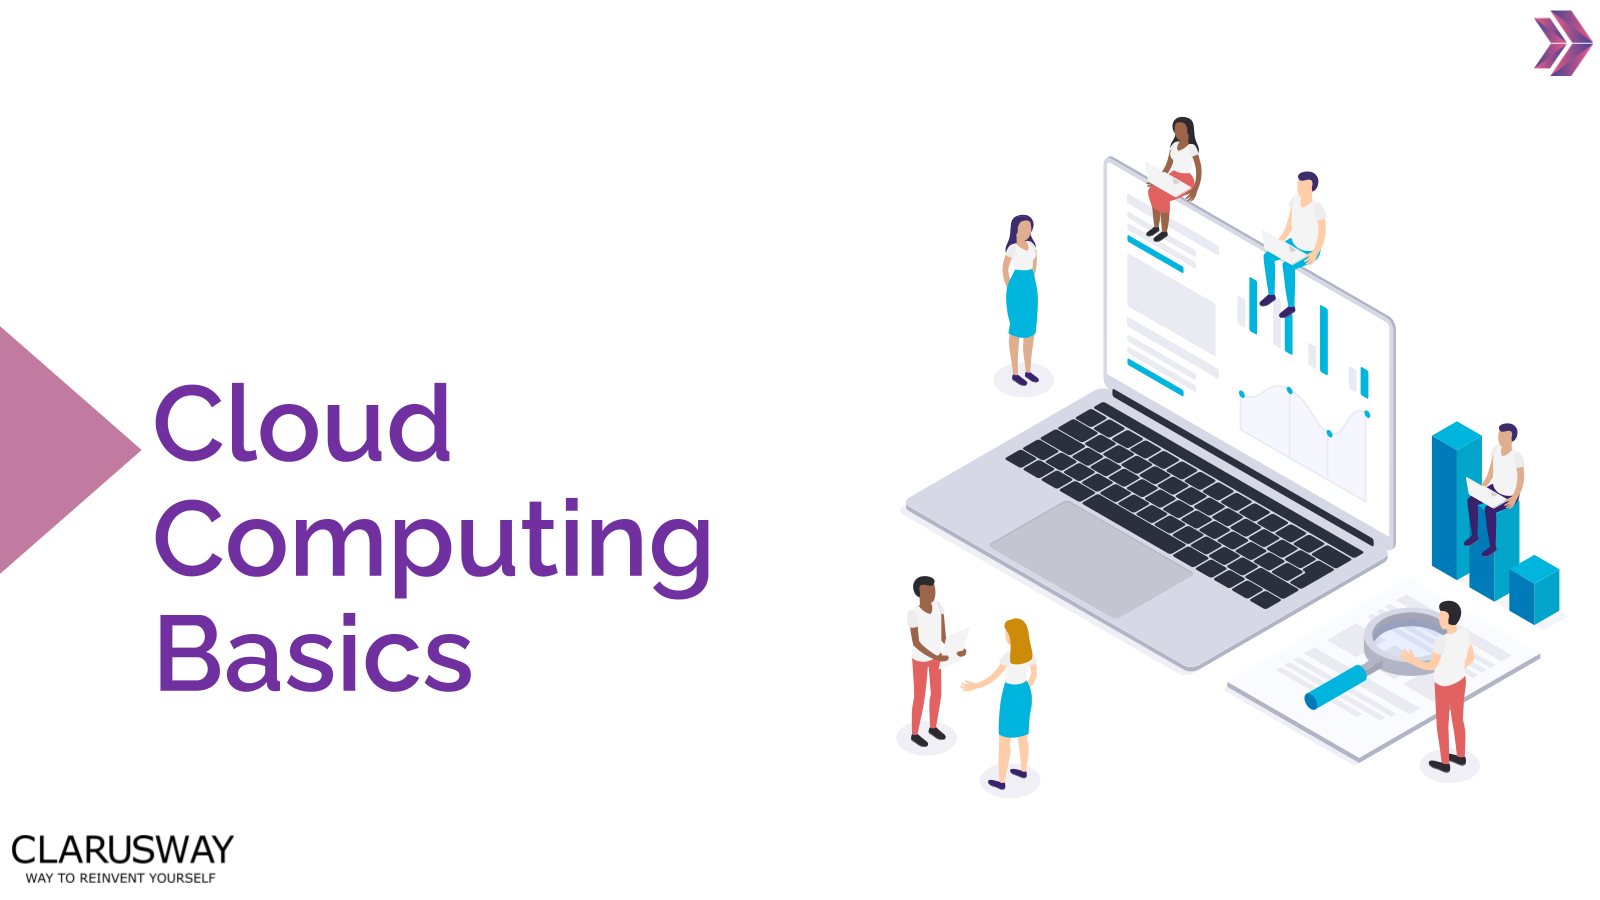 Cloud
Computing
Basics
CLARUSWAY
WAY TO REINVENT YOURSELF